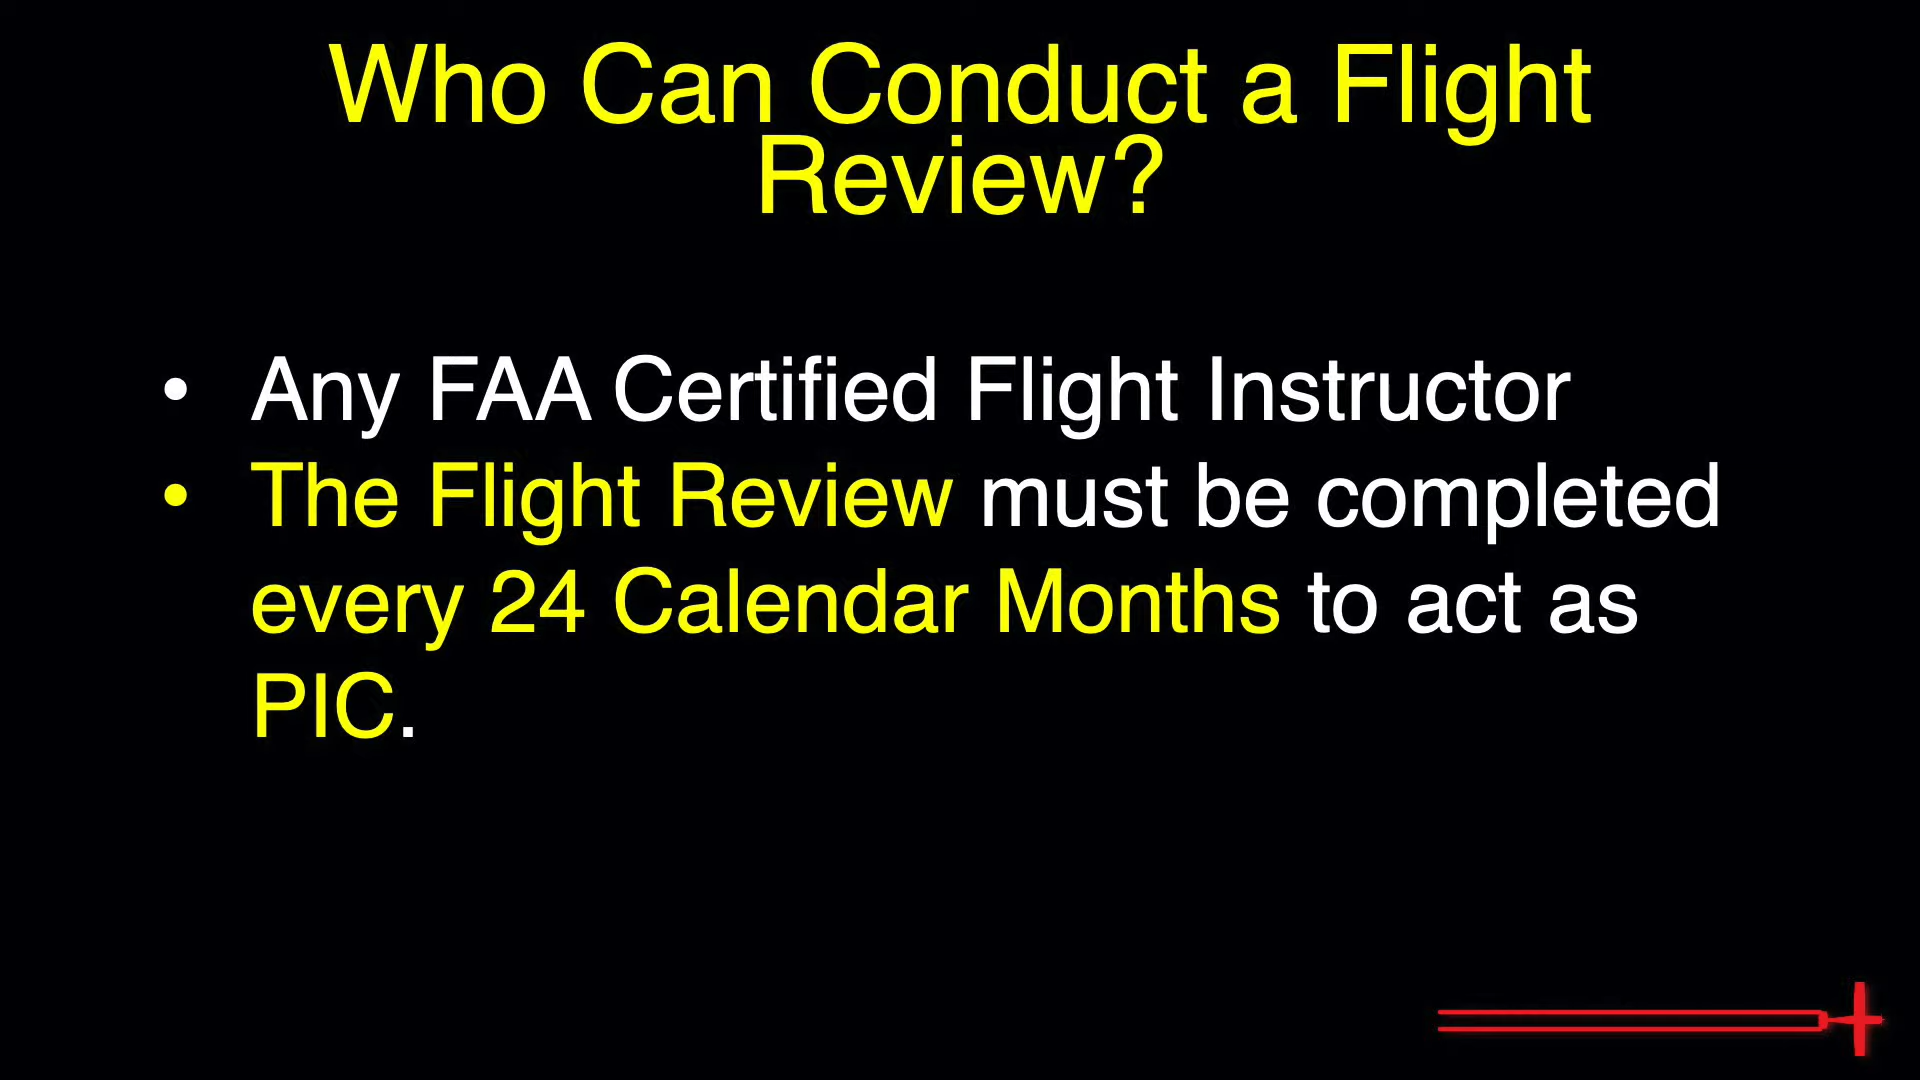 Who Can Conduct a Flight
Review?
• Any FAA Certified Flight Instructor
• The Flight Review must be completed
every 24 Calendar Months to act as
PIC.